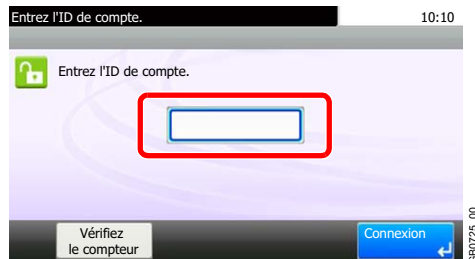 Entrez l'ID de compte.
10:10
Entrez l'ID de compte.
Vérifiez
le compteur
Connexion
GB0725_00